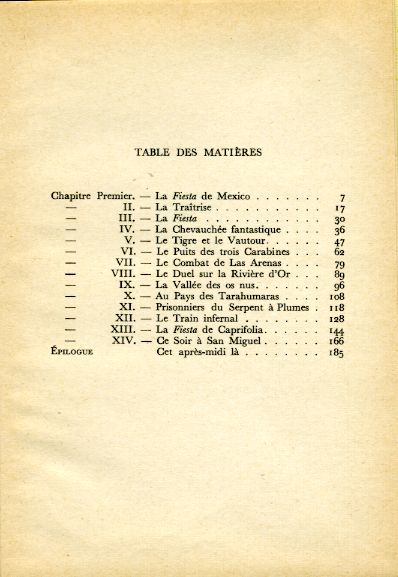 TABLE DES MATIÈRES
Chapitre Premier. — La Fiesta de Mexico . . . . . . . 7
— II. — La Traîtrise . . . . . . . . . . . 17
— III. — La Fiesta . . . . . . . . . . . . 30
— IV. — La Chevauchée fantastique . . . . 36
— V. — Le Tigre et le Vautour. . . . . . 47
— VI. — Le Puits des trois Carabines . . . 62
— VII. — Le Combat de Las Arenas . . . . 79
— VIII. — Le Duel sur la Rivière d'Or . . . 89
— IX. — La Vallée des os nus. . . . . . . 96
— X. — Au Pays des Tarahumaras . . . . 108
— XI. — Prisonniers du Serpent à Plumes . 118
— XII. — Le Train infernal . . . . . . . . 128
— XIII. — La Fiesta de Caprifolia. . . . . . 144
— XIV. — Ce Soir à San Miguel . . . . . . 166
Épilogue Cet après-midi là . . . . . . . . 185